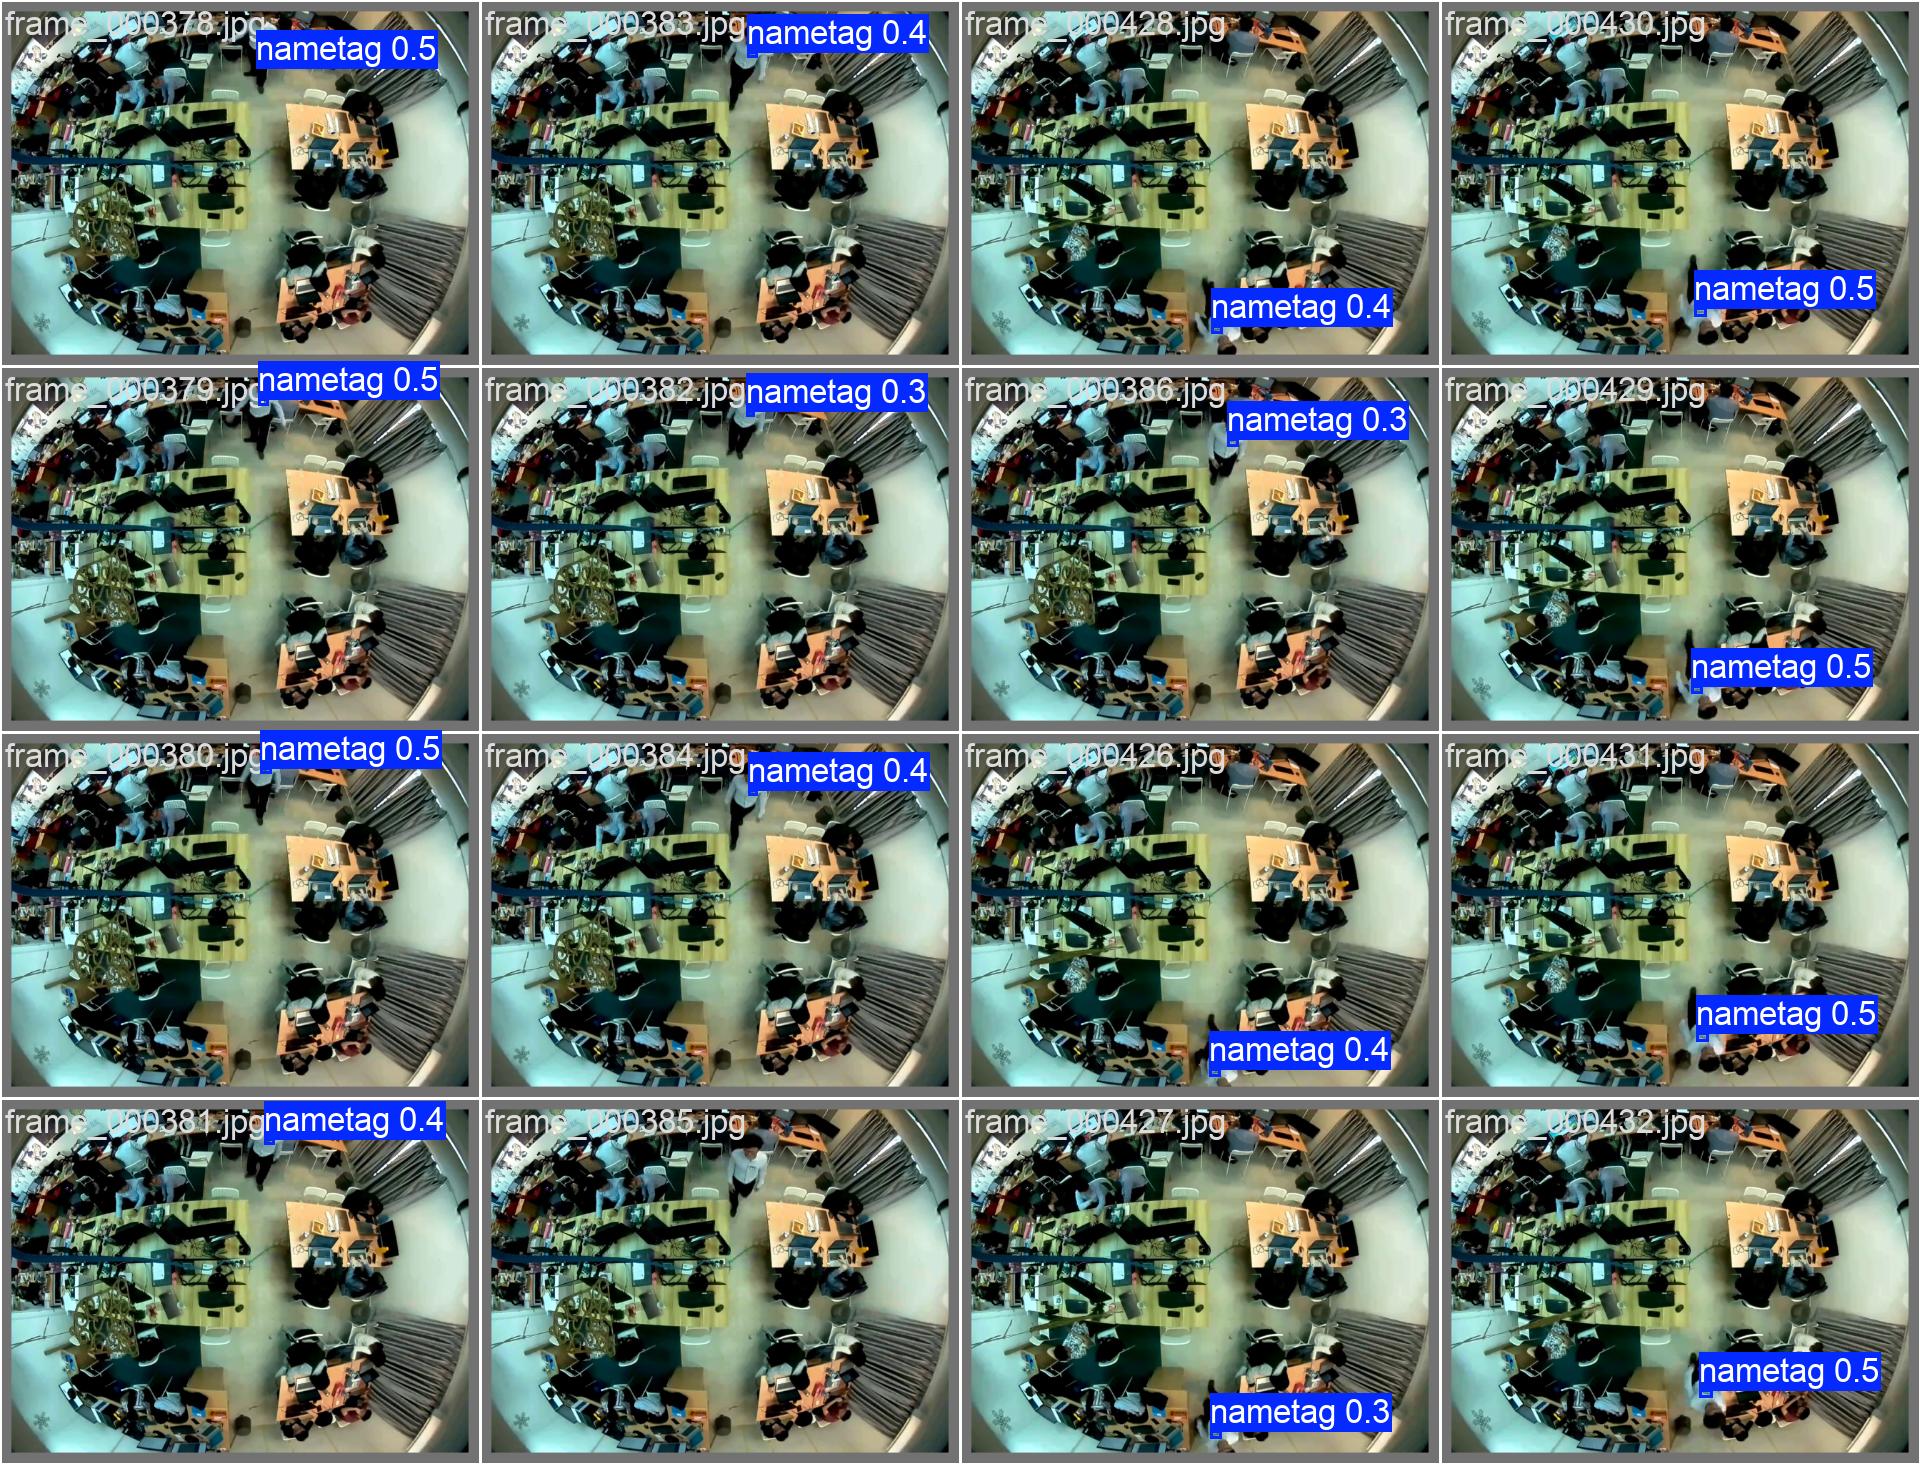 frame_000378.jpg
nametag 0.5
frame_000383.jpg
nametag 0.4
frame_000428.jpg
nametag 0.4
frame_000430.jpg
nametag 0.5
frame_000379.jpg
nametag 0.5
frame_000382.jpg
nametag 0.3
frame_000386.jpg
nametag 0.3
frame_000429.jpg
nametag 0.5
frame_000380.jpg
nametag 0.5
frame_000384.jpg
nametag 0.4
frame_000426.jpg
nametag 0.4
frame_000431.jpg
nametag 0.5
frame_000381.jpg
nametag 0.4
frame_000385.jpg
frame_000427.jpg
nametag 0.3
frame_000432.jpg
nametag 0.5